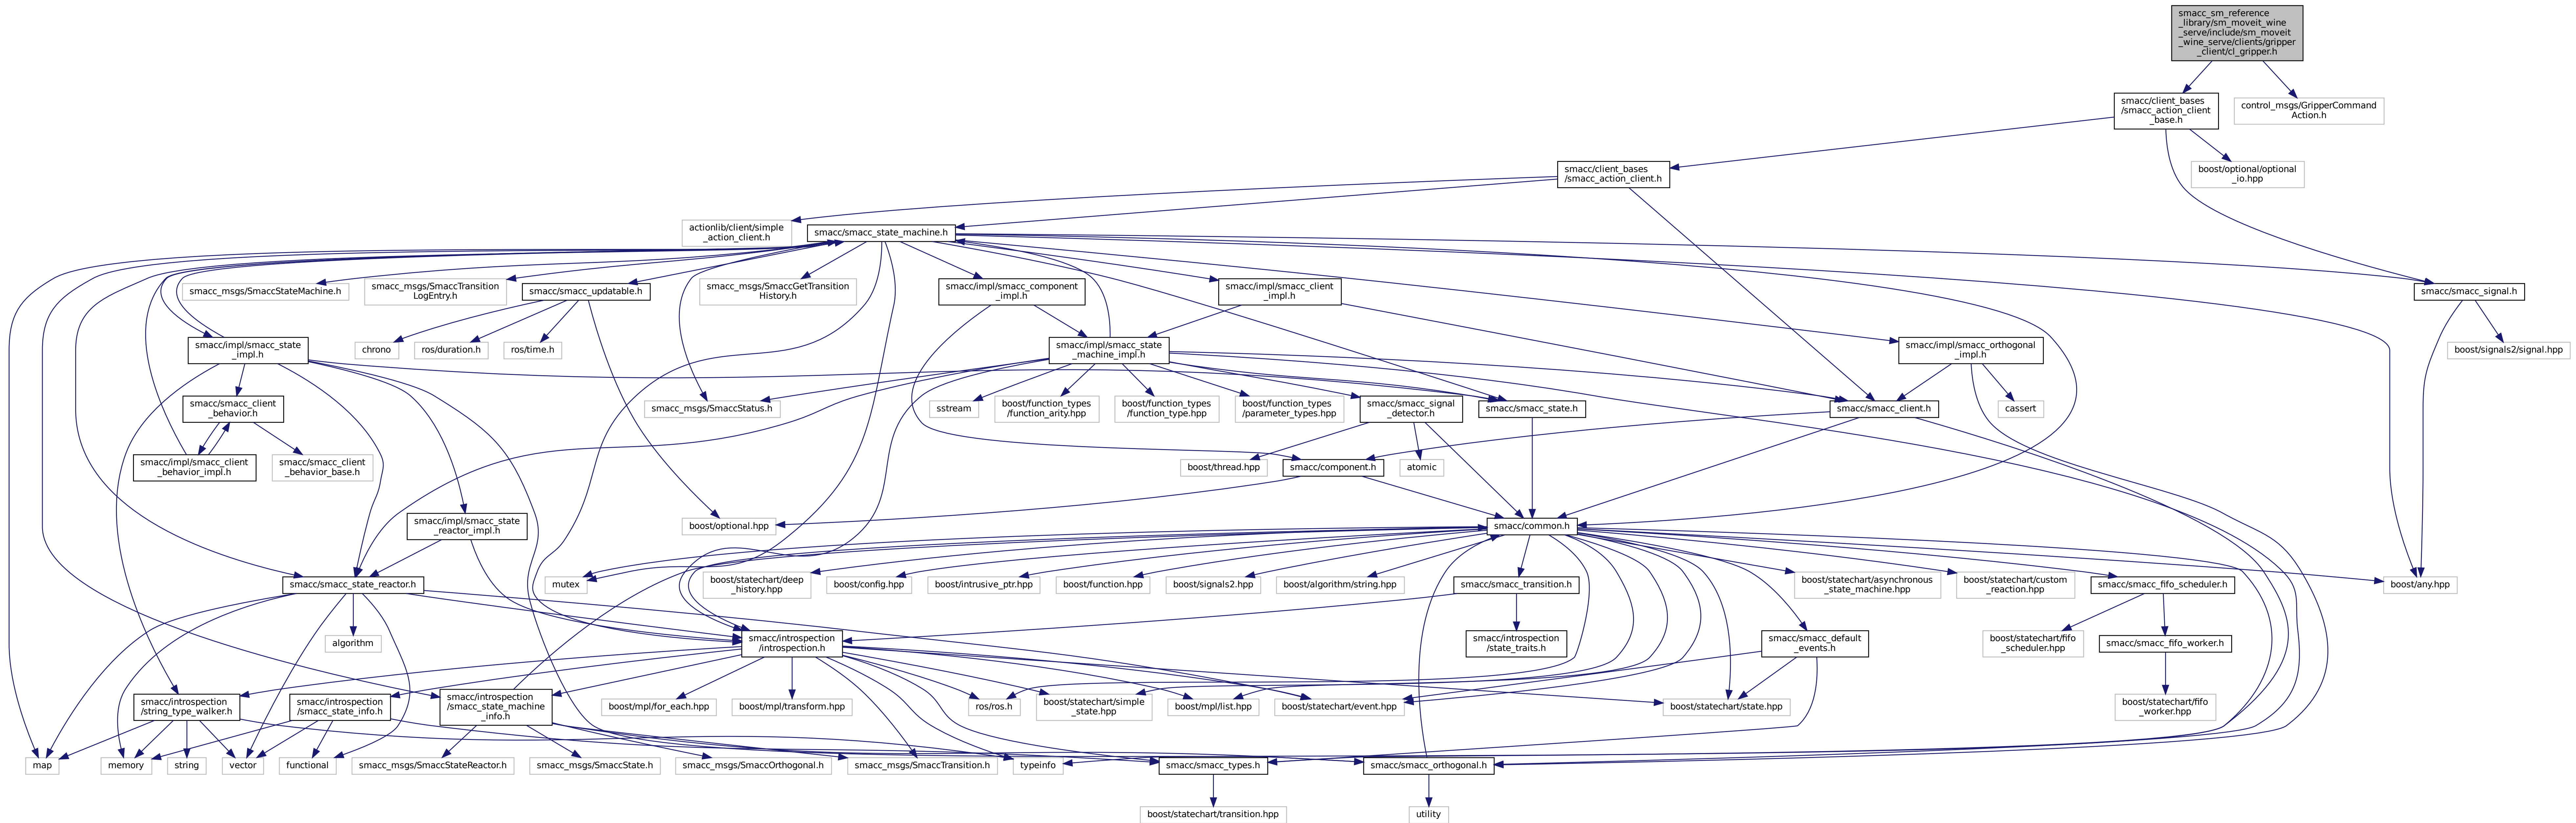 smacc_sm_reference
_library/sm_moveit_wine
_serve/include/sm_moveit
_wine_serve/clients/gripper
_client/cl_gripper.h
smacc/client_bases
/smacc_action_client
_base.h
control_msgs/GripperCommand
Action.h
smacc/client_bases
/smacc_action_client.h
boost/optional/optional
_io.hpp
actionlib/client/simple
_action_client.h
smacc/smacc_state_machine.h
smacc_msgs/SmaccStateMachine.h
smacc_msgs/SmaccTransition
LogEntry.h
smacc/smacc_updatable.h
smacc_msgs/SmaccGetTransition
History.h
smacc/impl/smacc_component
_impl.h
smacc/impl/smacc_client
_impl.h
smacc/smacc_signal.h
smacc/impl/smacc_state
_impl.h
chrono
ros/duration.h
ros/time.h
smacc/impl/smacc_state
_machine_impl.h
smacc/impl/smacc_orthogonal
_impl.h
boost/signals2/signal.hpp
smacc/smacc_client
_behavior.h
smacc_msgs/SmaccStatus.h
sstream
boost/function_types
/function_arity.hpp
boost/function_types
/function_type.hpp
boost/function_types
/parameter_types.hpp
smacc/smacc_signal
_detector.h
smacc/smacc_state.h
smacc/smacc_client.h
cassert
smacc/impl/smacc_client
_behavior_impl.h
smacc/smacc_client
_behavior_base.h
boost/thread.hpp
smacc/component.h
atomic
smacc/impl/smacc_state
_reactor_impl.h
boost/optional.hpp
smacc/common.h
smacc/smacc_state_reactor.h
mutex
boost/statechart/deep
_history.hpp
boost/config.hpp
boost/intrusive_ptr.hpp
boost/function.hpp
boost/signals2.hpp
boost/algorithm/string.hpp
smacc/smacc_transition.h
boost/statechart/asynchronous
_state_machine.hpp
boost/statechart/custom
_reaction.hpp
smacc/smacc_fifo_scheduler.h
boost/any.hpp
algorithm
smacc/introspection
/introspection.h
smacc/introspection
/state_traits.h
smacc/smacc_default
_events.h
boost/statechart/fifo
_scheduler.hpp
smacc/smacc_fifo_worker.h
smacc/introspection
/string_type_walker.h
smacc/introspection
/smacc_state_info.h
smacc/introspection
/smacc_state_machine
_info.h
boost/mpl/for_each.hpp
boost/mpl/transform.hpp
ros/ros.h
boost/statechart/simple
_state.hpp
boost/mpl/list.hpp
boost/statechart/event.hpp
boost/statechart/state.hpp
boost/statechart/fifo
_worker.hpp
map
memory
string
vector
functional
smacc_msgs/SmaccStateReactor.h
smacc_msgs/SmaccState.h
smacc_msgs/SmaccOrthogonal.h
smacc_msgs/SmaccTransition.h
typeinfo
smacc/smacc_types.h
smacc/smacc_orthogonal.h
boost/statechart/transition.hpp
utility